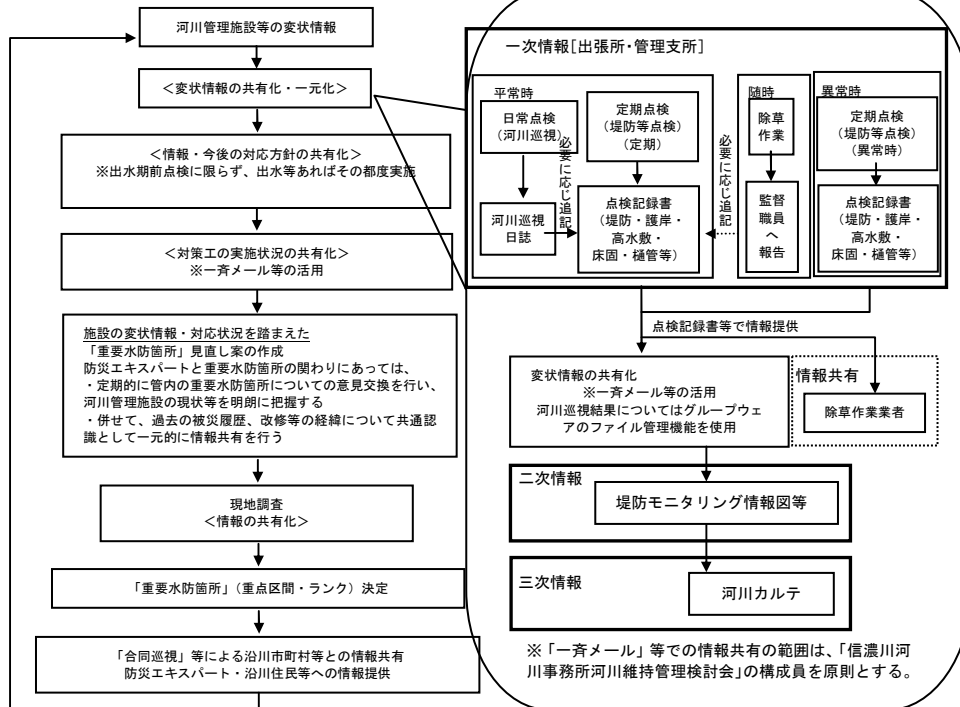 河川管理施設等の変状情報
＜変状情報の共有化・一元化＞
＜情報・今後の対応方針の共有化＞
※出水期前点検に限らず、出水等あればその都度実施
＜対策工の実施状況の共有化＞
※一斉メール等の活用
施設の変状情報・対応状況を踏まえた
「重要水防箇所」見直し案の作成
防災エキスパートと重要水防箇所の関わりにあっては、
・定期的に管内の重要水防箇所についての意見交換を行い、
河川管理施設の現状等を明朗に把握する
・併せて、過去の被災履歴、改修等の経緯について共通認
識として一元的に情報共有を行う
現地調査
＜情報の共有化＞
「重要水防箇所」（重点区間・ランク）決定
「合同巡視」等による沿川市町村等との情報共有
防災エキスパート・沿川住民等への情報提供
一次情報［出張所・管理支所］
平常時
日常点検
（河川巡視）
河川巡視
日誌
必要に応じ追記
定期点検
（堤防等点検）
（定期）
点検記録書
（堤防・護岸・
高水敷・
床固・樋管等）
必要に応じ追記
随時
除草
作業
監督
職員
へ
報告
異常時
定期点検
（堤防等点検）
（異常時）
点検記録書
（堤防・護岸・
高水敷・
床固・樋管等）
点検記録書等で情報提供
変状情報の共有化
※一斉メール等の活用
河川巡視結果についてはグループウェ
アのファイル管理機能を使用
情報共有
除草作業業者
二次情報
堤防モニタリング情報図等
三次情報
河川カルテ
※「一斉メール」等での情報共有の範囲は、「信濃川河
川事務所河川維持管理検討会」の構成員を原則とする。